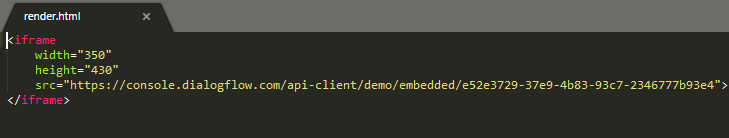 render.html ×
<iframe
    width="350"
    height="430"
    src="https://console.dialogflow.com/api-client/demo/embedded/e52e3729-37e9-4b83-93c7-2346777b93e4">
</iframe>